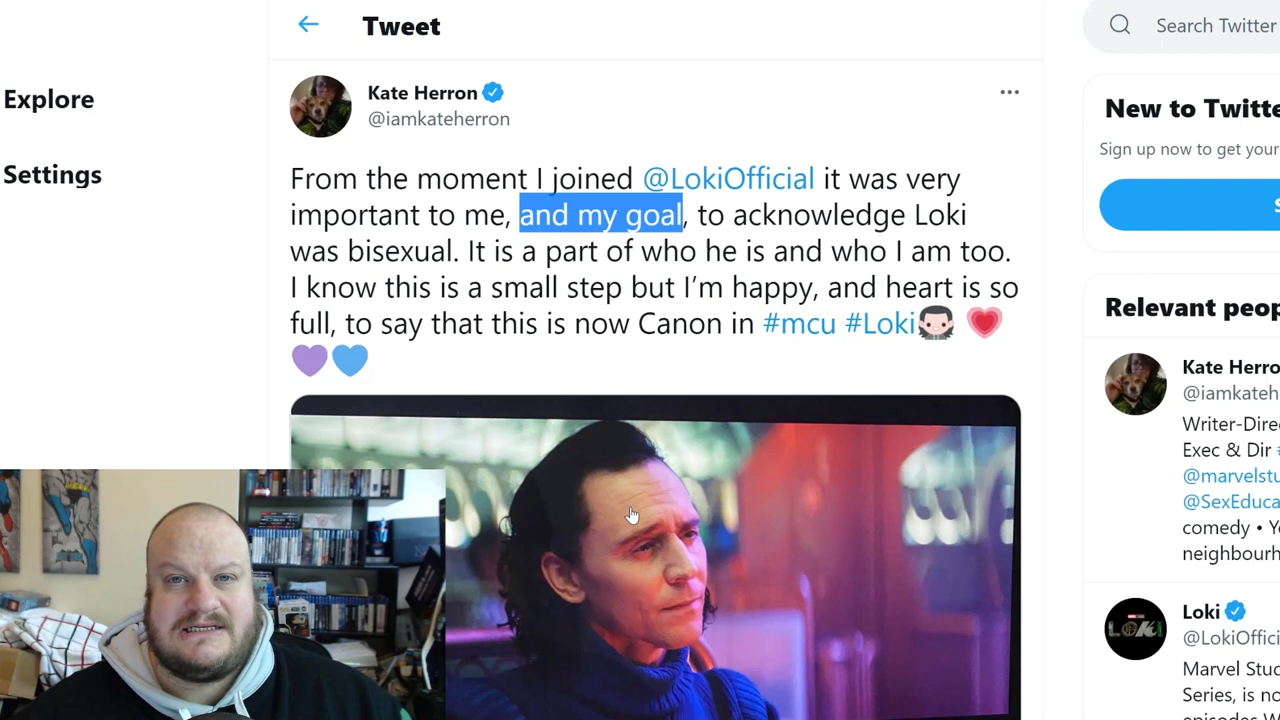 Tweet
Search Twitter
Explore
Settings
Kate Herron
@iamkateherron
From the moment I joined @LokiOfficial it was very
important to me, and my goal, to acknowledge Loki
was bisexual. It is a part of who he is and who I am too.
I know this is a small step but I'm happy, and heart is so
full, to say that this is now Canon in #mcu #Loki
New to Twitte
Sign up now to get your
S
Relevant peop
Kate Herro
@iamkateh
Writer-Dire
Exec & Dir
@marvelstu
@SexEduca
comedy • Yo
neighbourh
LOKI
Loki
@LokiOffici
Marvel Stud
Series, is no